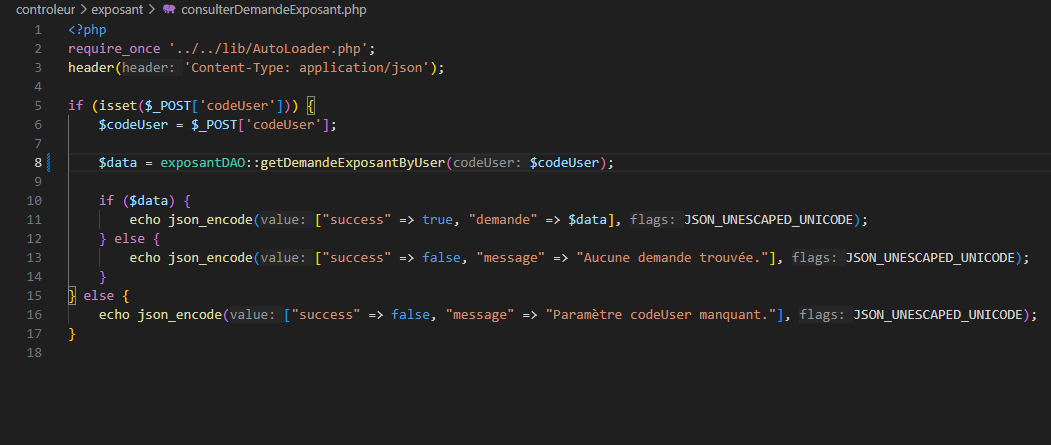 controleur > exposant > consulterDemandeExposant.php
1 <?php
2 require_once '../../lib/AutoLoader.php';
3 header(header: 'Content-Type: application/json');
4
5 if (isset($_POST['codeUser'])) {
6 $codeUser = $_POST['codeUser'];
7
8 $data = exposantDAO::getDemandeExposantByUser(codeUser: $codeUser);
9
10 if ($data) {
11 echo json_encode(value: ["success" => true, "demande" => $data], flags: JSON_UNESCAPED_UNICODE);
12 } else {
13 echo json_encode(value: ["success" => false, "message" => "Aucune demande trouvée."], flags: JSON_UNESCAPED_UNICODE);
14 }
15 } else {
16 echo json_encode(value: ["success" => false, "message" => "Paramètre codeUser manquant."], flags: JSON_UNESCAPED_UNICODE);
17 }
18